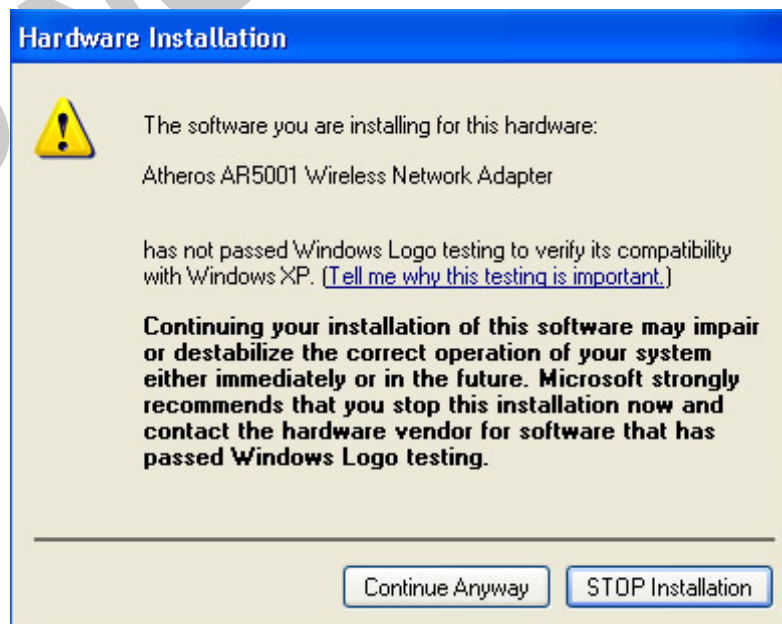 Hardware Installation
The software you are installing for this hardware:
Atheros AR5001 Wireless Network Adapter
has not passed Windows Logo testing to verify its compatibility
with Windows XP. (Tell me why this testing is important.)
Continuing your installation of this software may impair
or destabilize the correct operation of your system
either immediately or in the future. Microsoft strongly
recommends that you stop this installation now and
contact the hardware vendor for software that has
passed Windows Logo testing.
Continue Anyway
STOP Installation